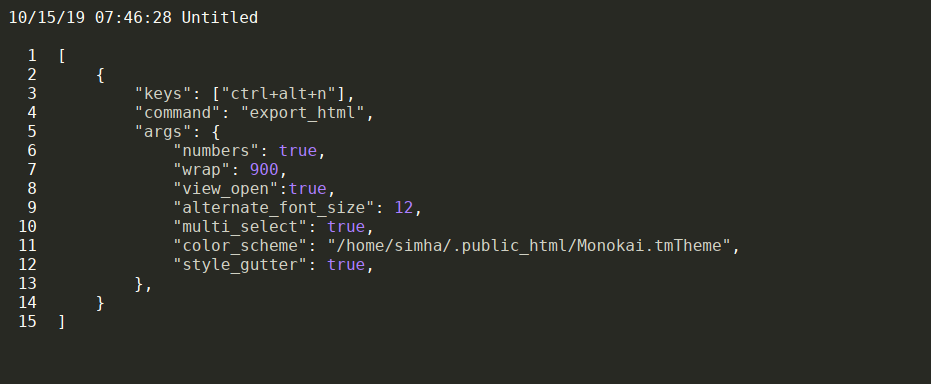 10/15/19 07:46:28 Untitled
1 [
2     {
3         "keys": ["ctrl+alt+n"],
4         "command": "export_html",
5         "args": {
6             "numbers": true,
7             "wrap": 900,
8             "view_open":true,
9             "alternate_font_size": 12,
10             "multi_select": true,
11             "color_scheme": "/home/simha/.public_html/Monokai.tmTheme",
12             "style_gutter": true,
13         },
14     }
15 ]